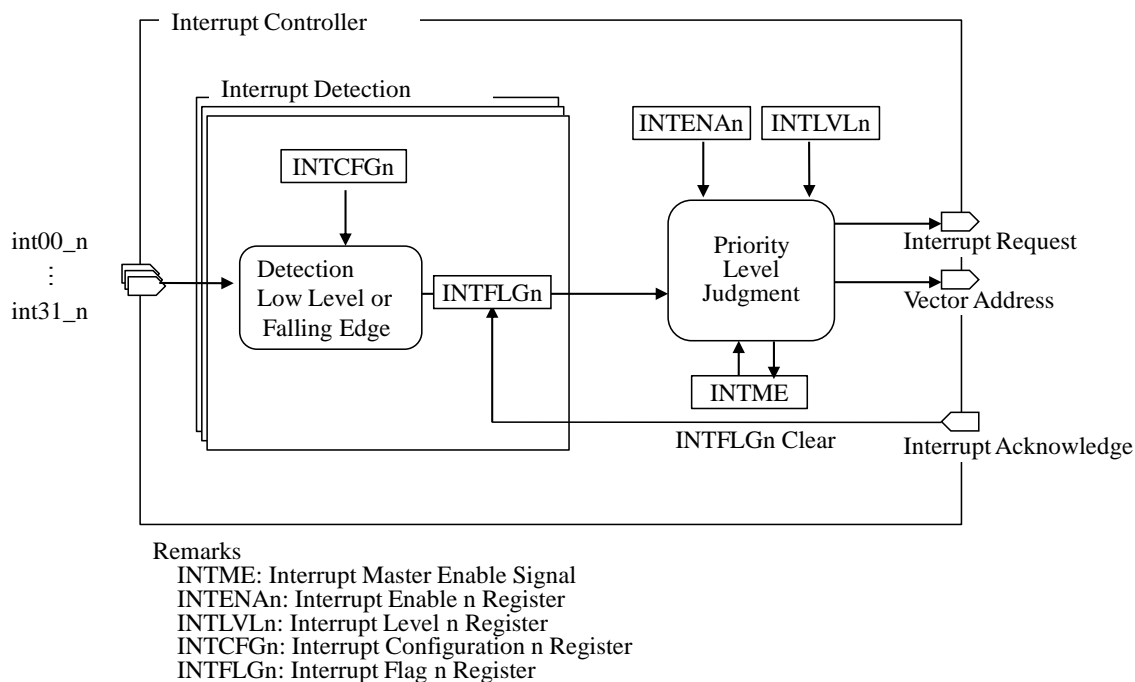 Interrupt Controller
Interrupt Detection
INTENAn
INTLVLn
INTCFGn
int00_n
⋮
int31_n
Detection
Low Level or
Falling Edge
INTFLGn
Priority
Level
Judgment
Interrupt Request
Vector Address
INTME
INTFLGn Clear
Interrupt Acknowledge
Remarks
INTME: Interrupt Master Enable Signal
INTENAn: Interrupt Enable n Register
INTLVLn: Interrupt Level n Register
INTCFGn: Interrupt Configuration n Register
INTFLGn: Interrupt Flag n Register